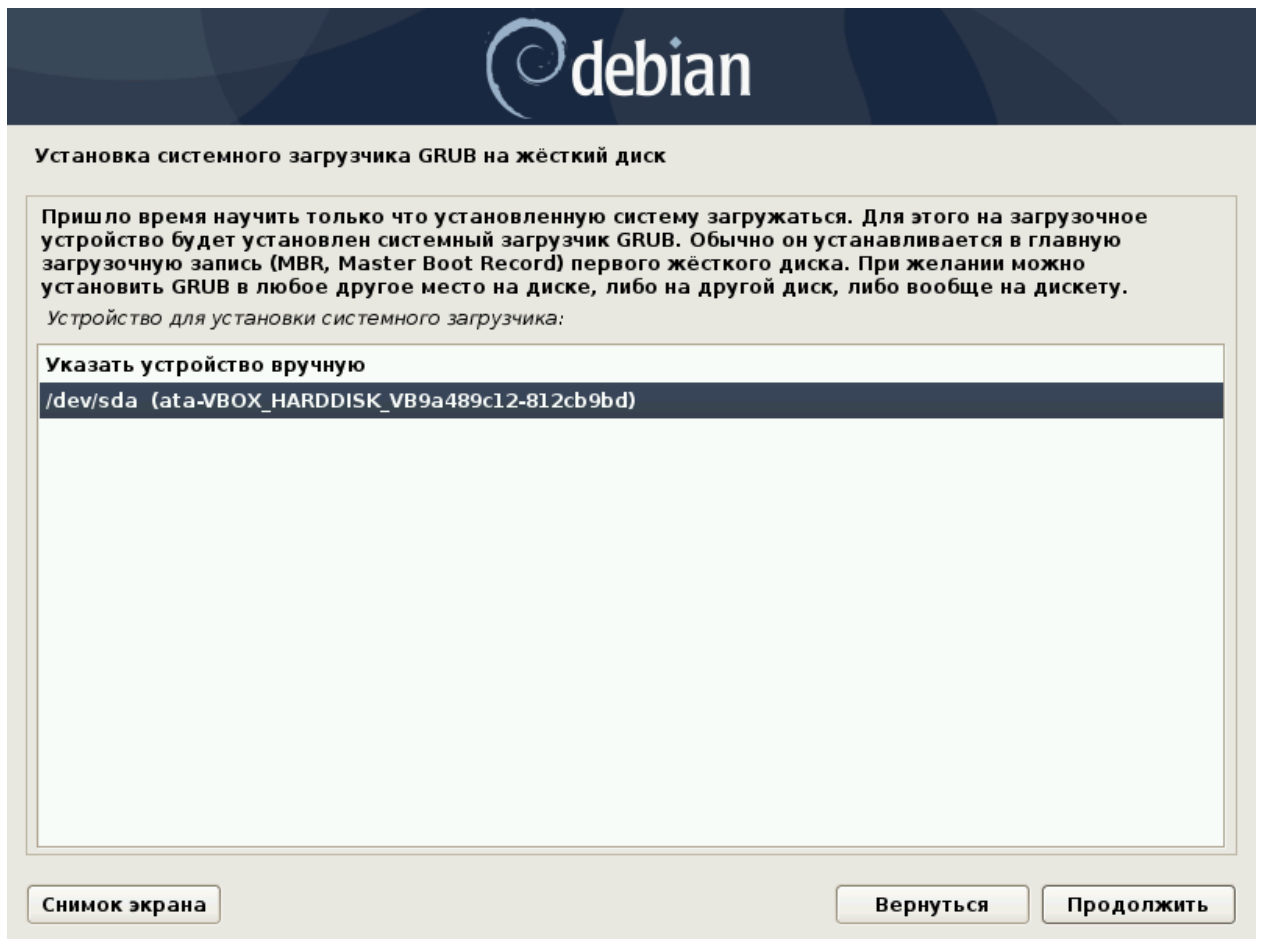 debian
Установка системного загрузчика GRUB на жёсткий диск
Пришло время научить только что установленную систему загружаться. Для этого на загрузочное
устройство будет установлен системный загрузчик GRUB. Обычно он устанавливается в главную
загрузочную запись (MBR, Master Boot Record) первого жёсткого диска. При желании можно
установить GRUB в любое другое место на диске, либо на другой диск, либо вообще на дискету.
Устройство для установки системного загрузчика:
Указать устройство вручную
/dev/sda (ata-VBOX_HARDDISK_VB9a489c12-812cb9bd)
Снимок экрана
Вернуться
Продолжить